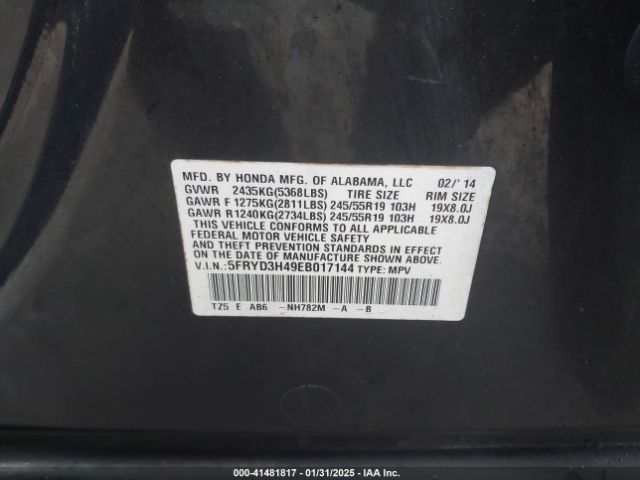 MFD. BY HONDA MFG. OF ALABAMA, LLC 02/'14
GVWR 2435KG(5368LBS) TIRE SIZE RIM SIZE
GAWR F 1275KG(2811LBS) 245/55R19 103H 19X8.0J
GAWR R1240KG(2734LBS) 245/55R19 103H 19X8.0J
THIS VEHICLE CONFORMS TO ALL APPLICABLE
FEDERAL MOTOR VEHICLE SAFETY
AND THEFT PREVENTION STANDARDS IN EFFECT
ON THE DATE OF MANUFACTURE SHOWN ABOVE.
V.I.N.: 5FRYD3H49EB017144 TYPE: MPV
TZ5 E AB6 -NH782M -A -B
000-41481817 - 01/31/2025 - IAA Inc.